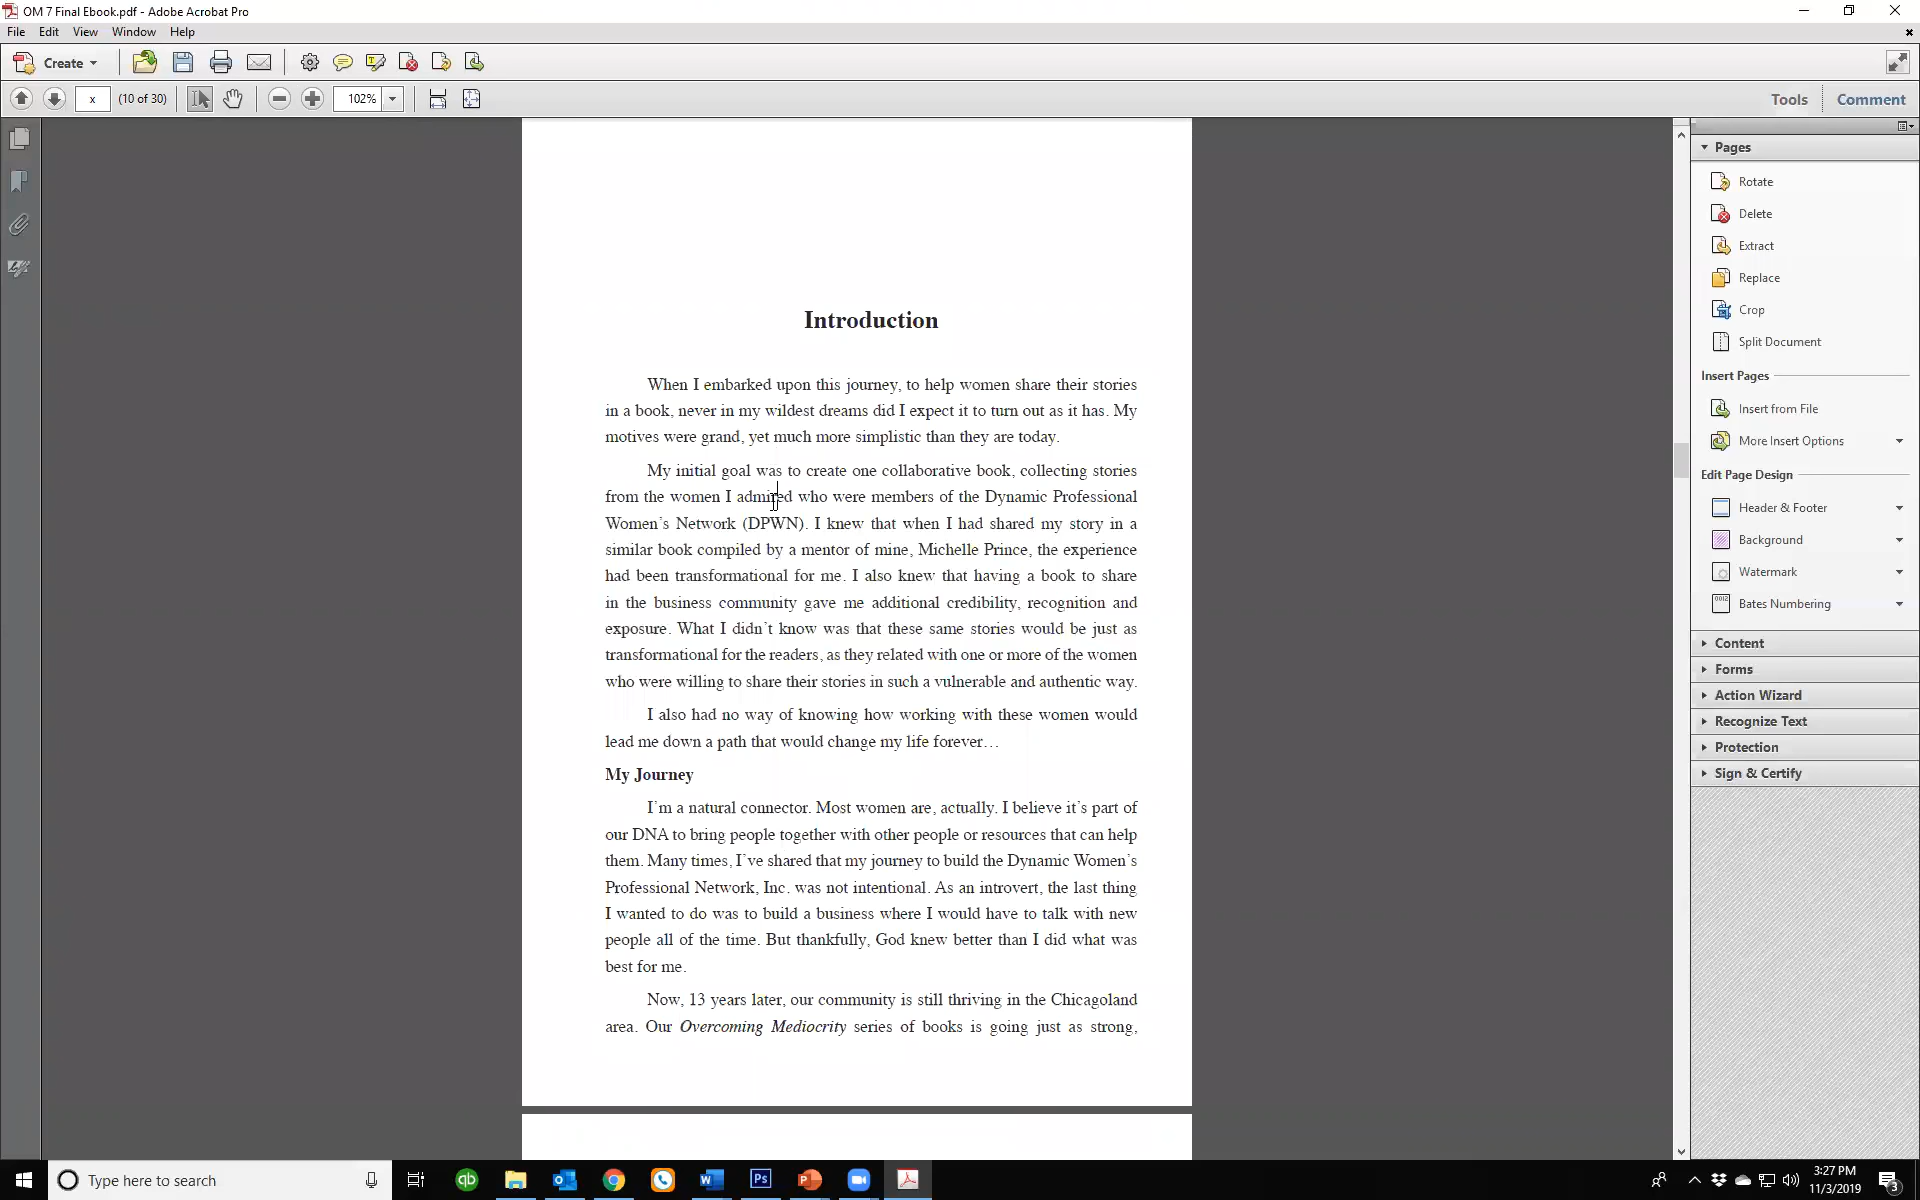 OM 7 Final Ebook.pdf - Adobe Acrobat Pro
File Edit View Window Help
Create
x (10 of 30) 102% Tools Comment
Introduction
When I embarked upon this journey, to help women share their stories
in a book, never in my wildest dreams did I expect it to turn out as it has. My
motives were grand, yet much more simplistic than they are today.
My initial goal was to create one collaborative book, collecting stories
from the women I admired who were members of the Dynamic Professional
Women's Network (DPWN). I knew that when I had shared my story in a
similar book compiled by a mentor of mine, Michelle Prince, the experience
had been transformational for me. I also knew that having a book to share
in the business community gave me additional credibility, recognition and
exposure. What I didn't know was that these same stories would be just as
transformational for the readers, as they related with one or more of the women
who were willing to share their stories in such a vulnerable and authentic way.
I also had no way of knowing how working with these women would
lead me down a path that would change my life forever…
My Journey
I'm a natural connector. Most women are, actually. I believe it's part of
our DNA to bring people together with other people or resources that can help
them. Many times, I've shared that my journey to build the Dynamic Women's
Professional Network, Inc. was not intentional. As an introvert, the last thing
I wanted to do was to build a business where I would have to talk with new
people all of the time. But thankfully, God knew better than I did what was
best for me.
Now, 13 years later, our community is still thriving in the Chicagoland
area. Our Overcoming Mediocrity series of books is going just as strong,
Pages
Rotate
Delete
Extract
Replace
Crop
Split Document
Insert Pages
Insert from File
More Insert Options
Edit Page Design
Header & Footer
Background
Watermark
Bates Numbering
Content
Forms
Action Wizard
Recognize Text
Protection
Sign & Certify
Type here to search
3:27 PM
11/3/2019
3